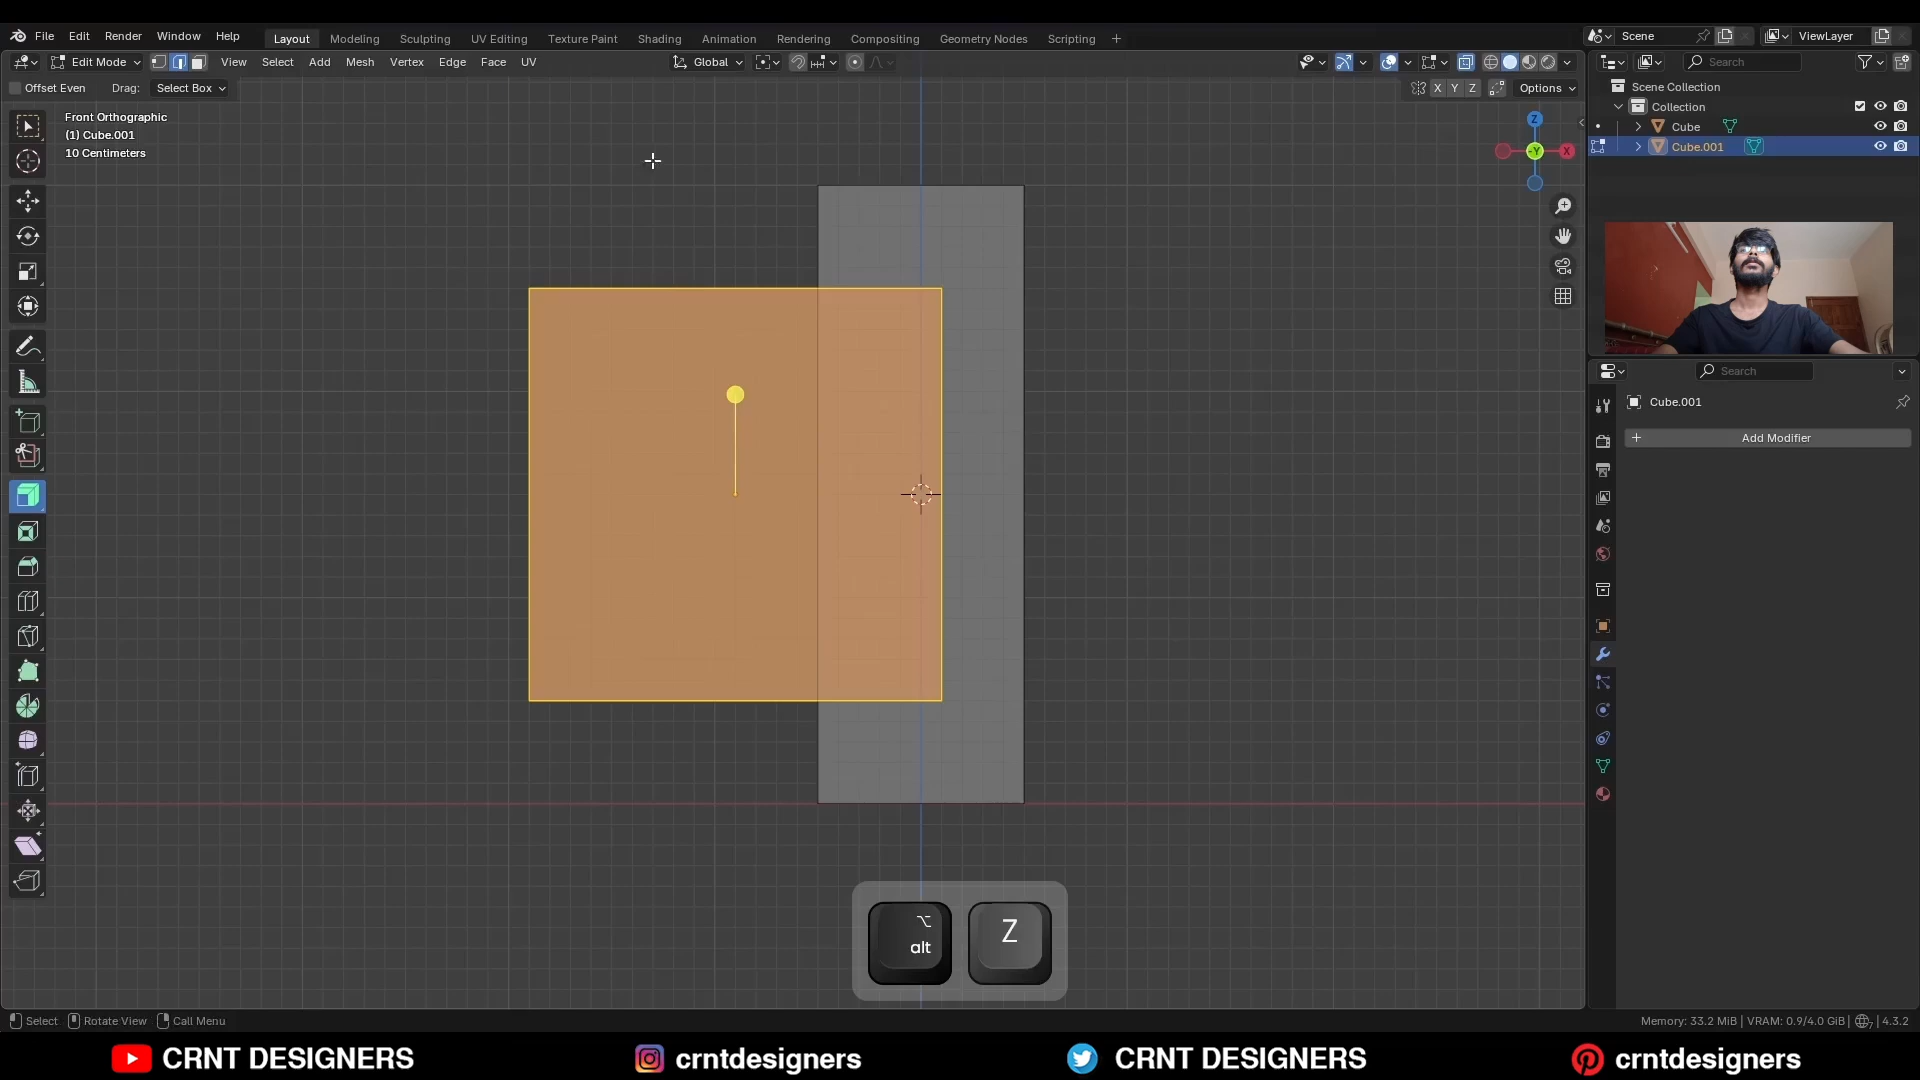 File Edit Render Window Help
Layout Modeling Sculpting UV Editing Texture Paint Shading Animation Rendering Compositing Geometry Nodes Scripting +
Scene
ViewLayer
Edit Mode View Select Add Mesh Vertex Edge Face UV
Global
Search
Offset Even Drag: Select Box
X Y Z Options
Scene Collection
Collection
Cube
Cube.001
Front Orthographic
(1) Cube.001
10 Centimeters
Z
-Y
X
Search
Cube.001
+ Add Modifier
alt
Z
Select Rotate View Call Menu
Memory: 33.2 MiB | VRAM: 0.9/4.0 GiB | 7 | 4.3.2
CRNT DESIGNERS crntdesigners CRNT DESIGNERS crntdesigners